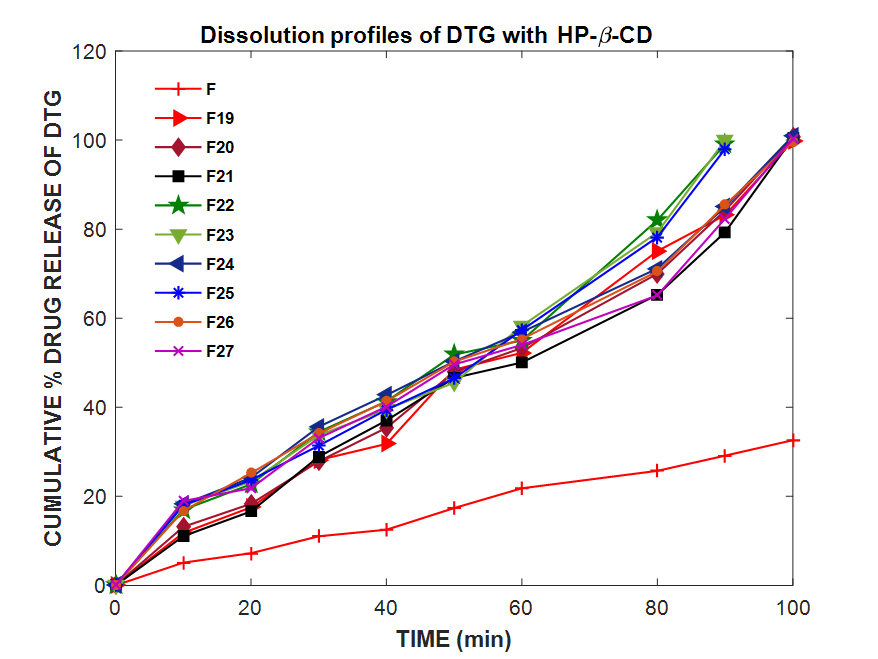 Dissolution profiles of DTG with HP-β-CD
CUMULATIVE % DRUG RELEASE OF DTG
120
100
80
60
40
20
0
F
F19
F20
F21
F22
F23
F24
F25
F26
F27
0 20 40 60 80 100
TIME (min)